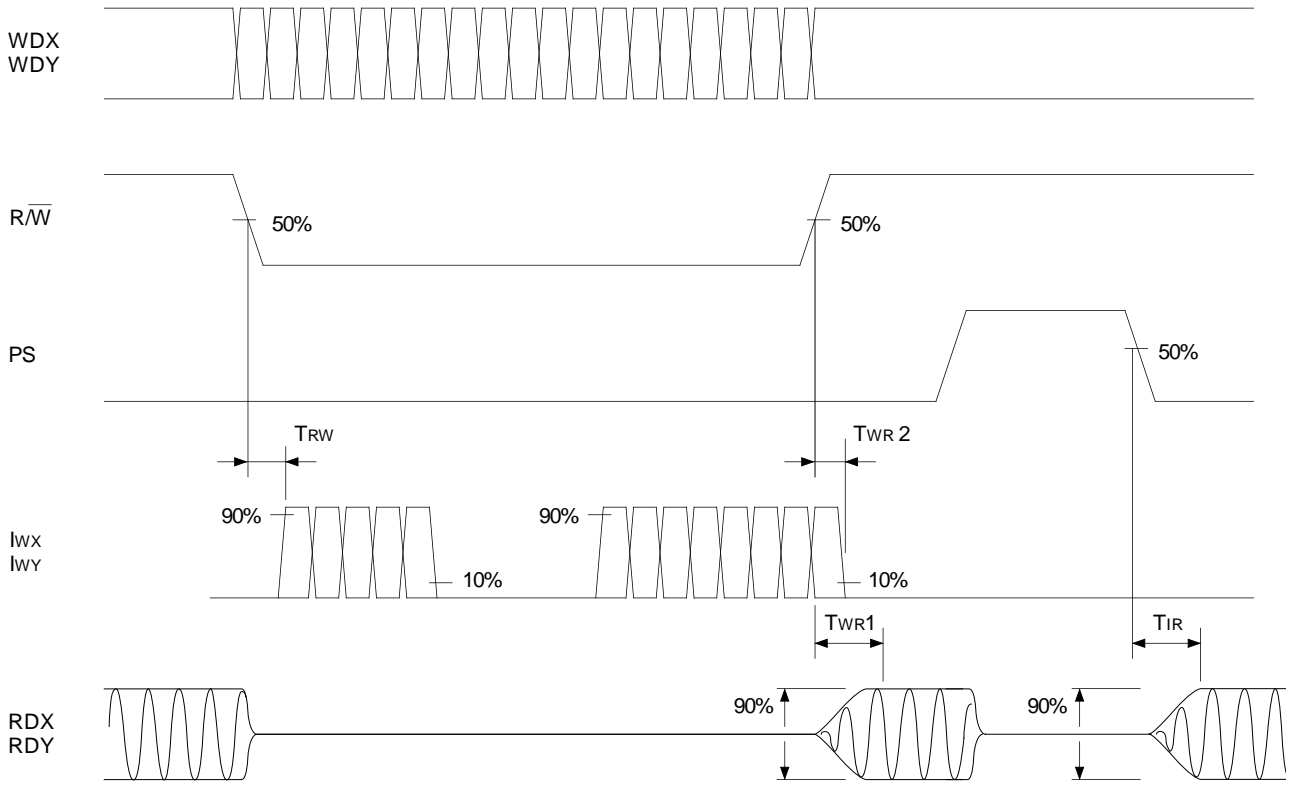 WDX
WDY
R/W̅
50%
50%
PS
50%
TRW
TWR 2
90%
90%
IWX
IWY
10%
10%
TWR1
TIR
90%
90%
RDX
RDY